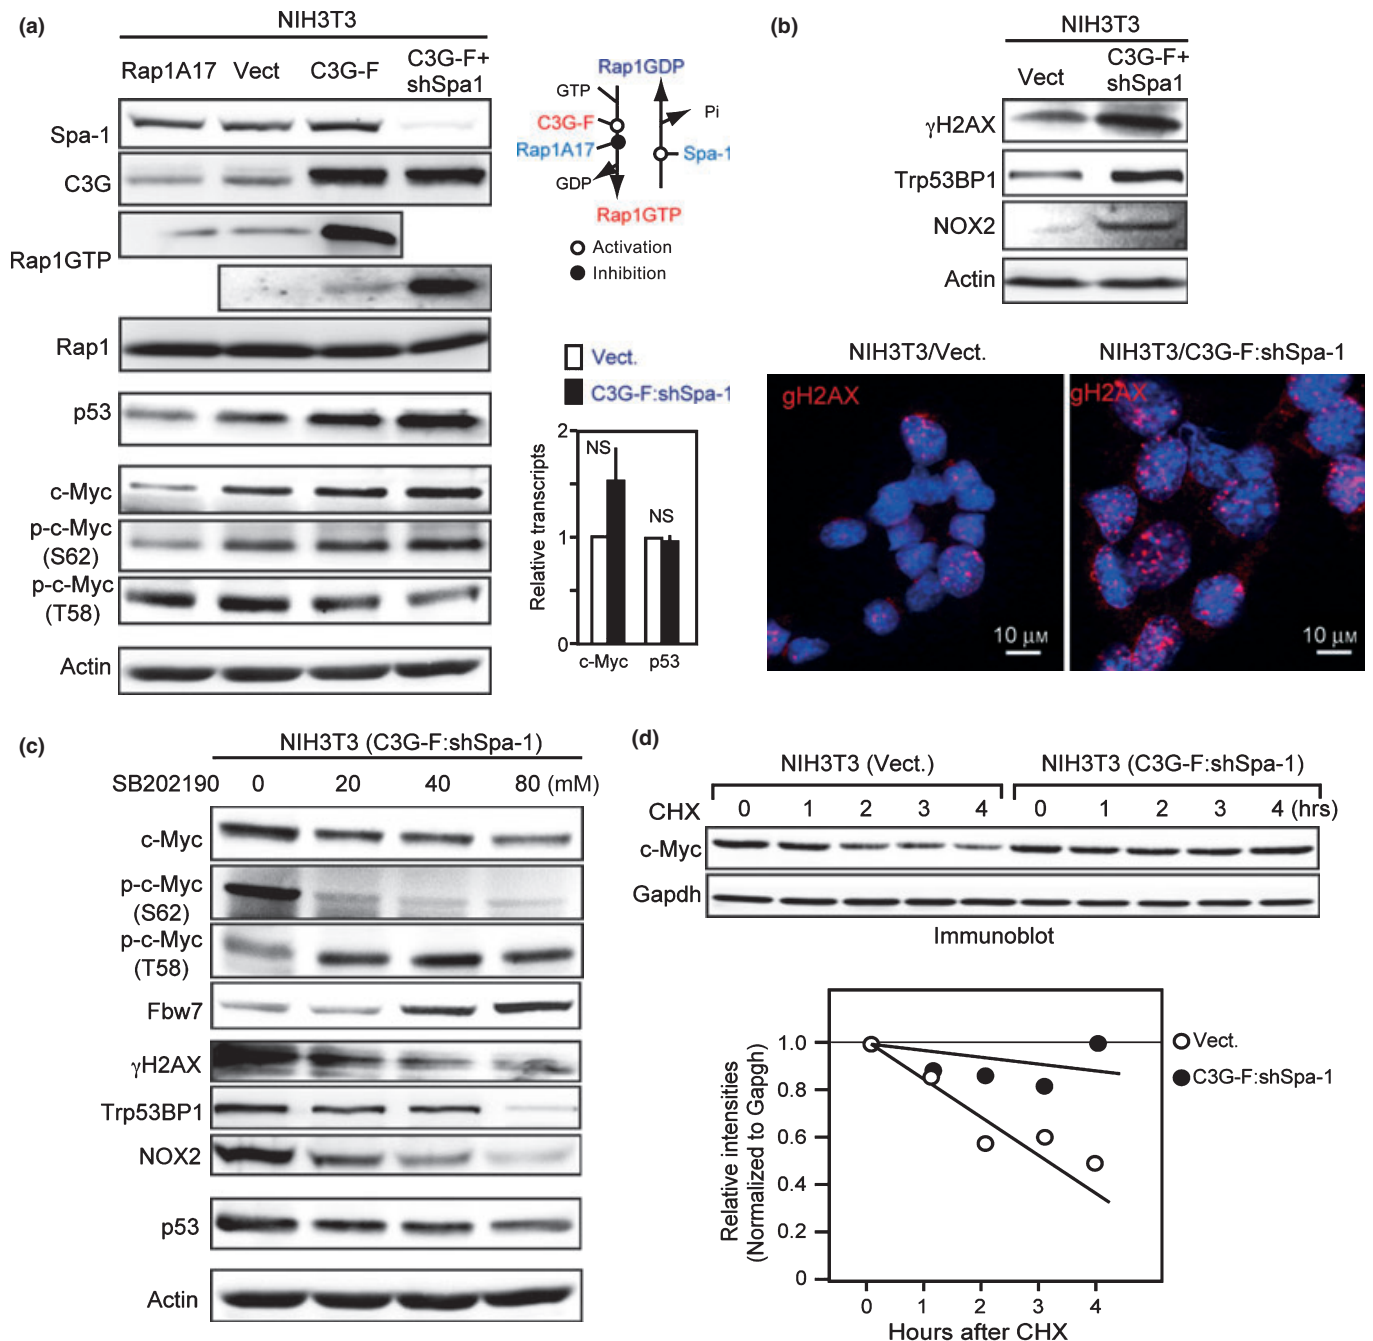 (a)
NIH3T3
Rap1A17 Vect C3G-F C3G-F+
shSpa1
Spa-1
C3G
Rap1GTP
Rap1
p53
c-Myc
p-c-Myc
(S62)
p-c-Myc
(T58)
Actin
Rap1GDP
GTP
Pi
C3G-F
Rap1A17
Spa-1
GDP
Rap1GTP
Activation
Inhibition
Vect.
C3G-F:shSpa-1
2
1
0
Relative transcripts
NS
NS
c-Myc p53
(b)
NIH3T3
Vect C3G-F+
shSpa1
γH2AX
Trp53BP1
NOX2
Actin
NIH3T3/Vect. NIH3T3/C3G-F:shSpa-1
gH2AX gH2AX
10 μM 10 μM
(c)
NIH3T3 (C3G-F:shSpa-1)
SB202190 0 20 40 80 (mM)
c-Myc
p-c-Myc
(S62)
p-c-Myc
(T58)
Fbw7
γH2AX
Trp53BP1
NOX2
p53
Actin
(d)
NIH3T3 (Vect.) NIH3T3 (C3G-F:shSpa-1)
CHX 0 1 2 3 4 0 1 2 3 4 (hrs)
c-Myc
Gapdh
Immunoblot
Relative intensities
(Normalized to Gapgh)
1.0
0.8
0.6
0.4
0.2
0
Vect.
C3G-F:shSpa-1
0 1 2 3 4
Hours after CHX